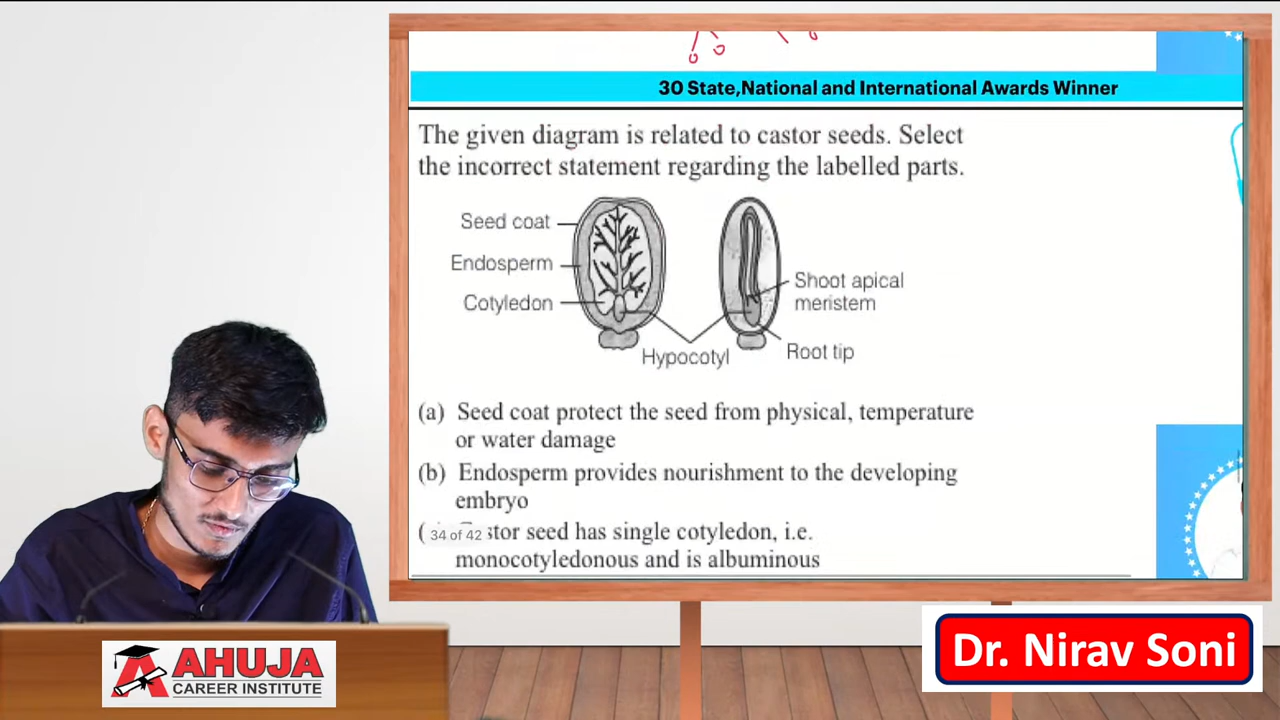 30 State,National and International Awards Winner
The given diagram is related to castor seeds. Select
the incorrect statement regarding the labelled parts.
Seed coat
Endosperm
Cotyledon
Shoot apical
meristem
Hypocotyl
Root tip
(a) Seed coat protect the seed from physical, temperature
or water damage
(b) Endosperm provides nourishment to the developing
embryo
( 34 of 42 stor seed has single cotyledon, i.e.
monocotyledonous and is albuminous
AHUJA
CAREER INSTITUTE
Dr. Nirav Soni